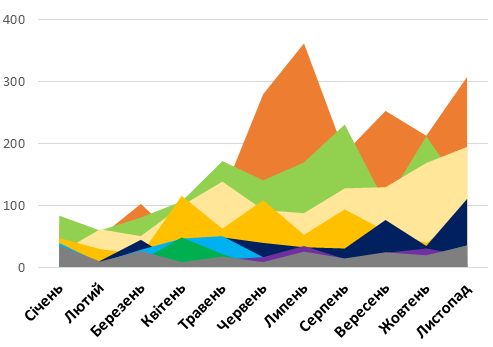 400
300
200
100
0
Січень
Лютий
Березень
Квітень
Травень
Червень
Липень
Серпень
Вересень
Жовтень
Листопад